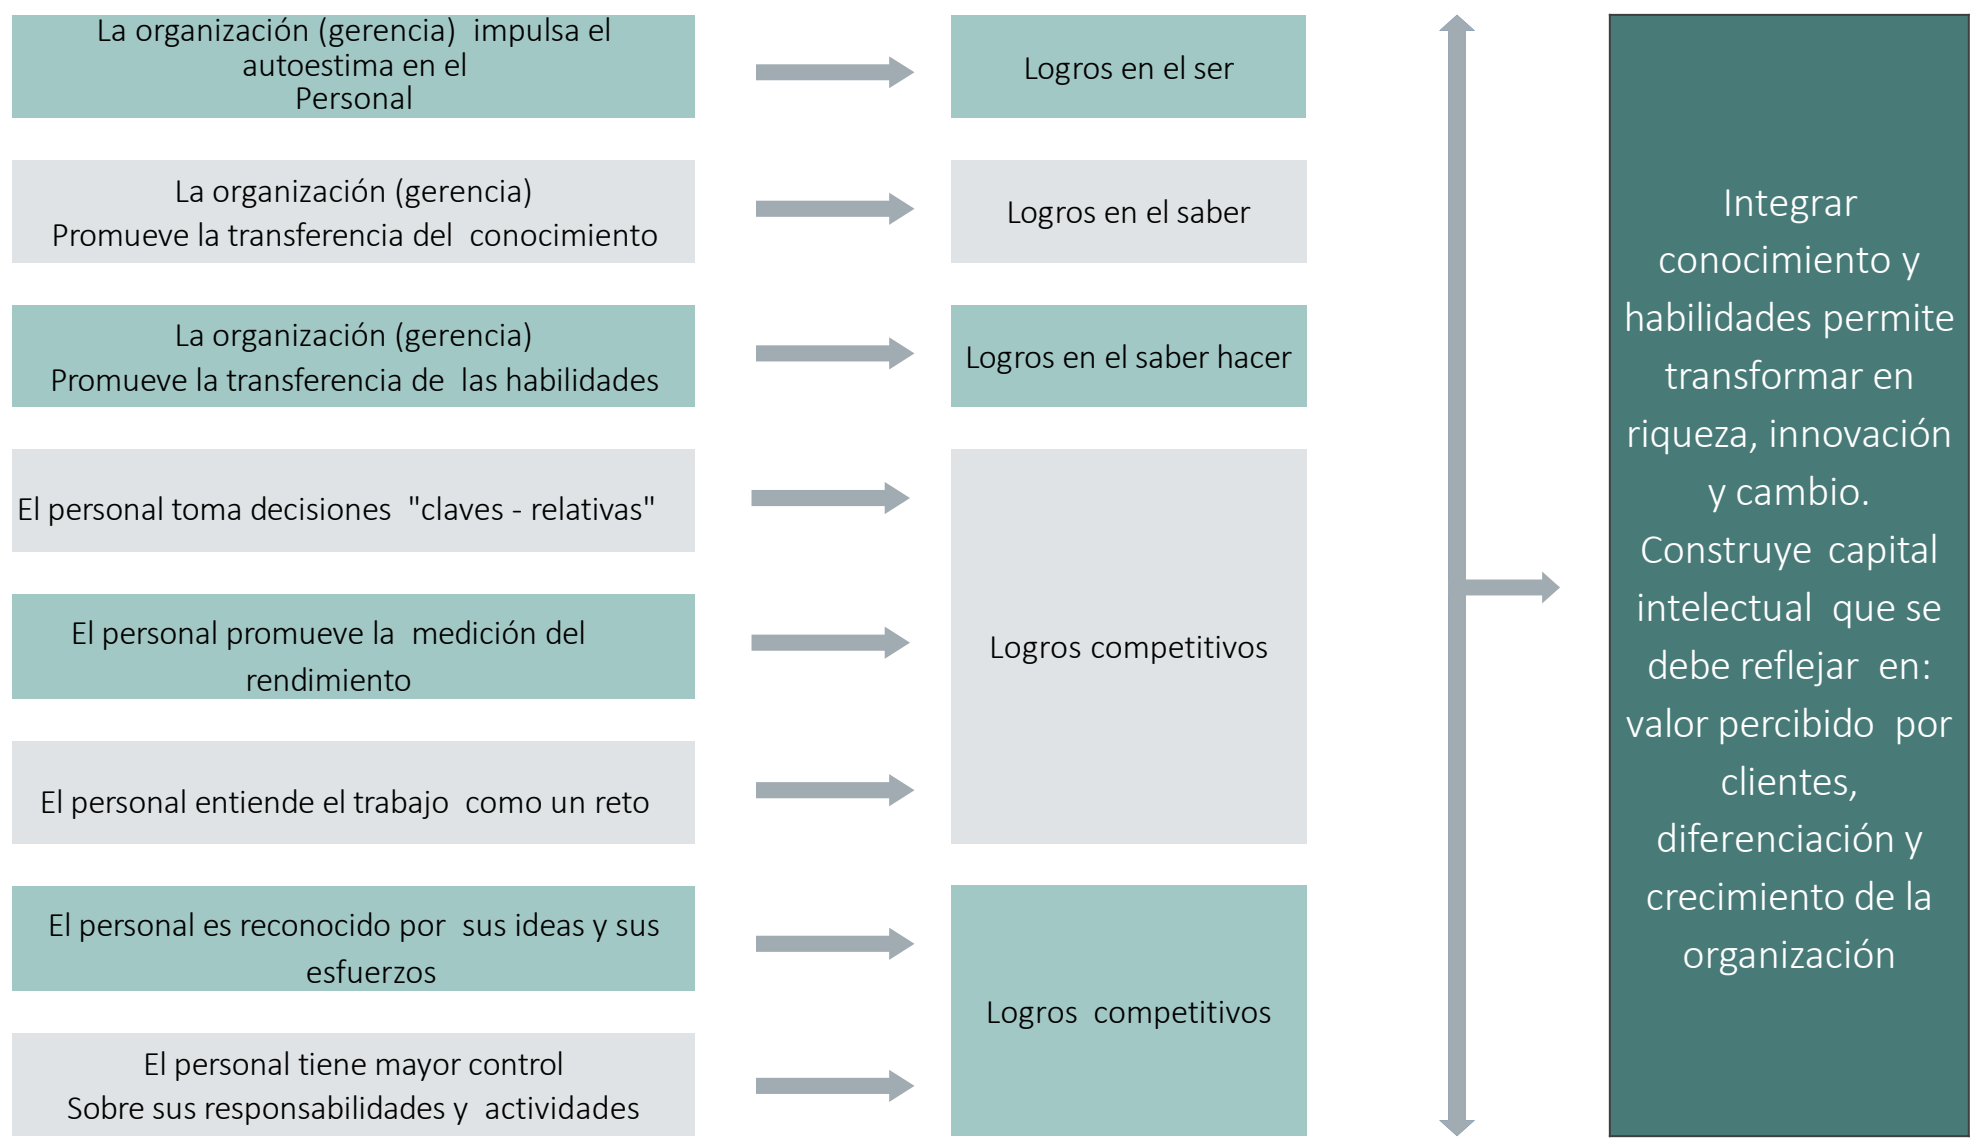 La organización (gerencia) impulsa el
autoestima en el
Personal
Logros en el ser
La organización (gerencia)
Promueve la transferencia del conocimiento
Logros en el saber
La organización (gerencia)
Promueve la transferencia de las habilidades
Logros en el saber hacer
El personal toma decisiones "claves - relativas"
El personal promueve la medición del
rendimiento
El personal entiende el trabajo como un reto
Logros competitivos
El personal es reconocido por sus ideas y sus
esfuerzos
El personal tiene mayor control
Sobre sus responsabilidades y actividades
Logros competitivos
Integrar
conocimiento y
habilidades permite
transformar en
riqueza, innovación
y cambio.
Construye capital
intelectual que se
debe reflejar en:
valor percibido por
clientes,
diferenciación y
crecimiento de la
organización